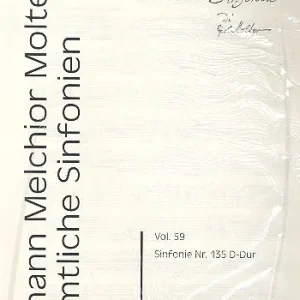 hann Melchior Molte
mtliche Sinfonien
Vol. 59
Sinfonie Nr. 135 D-Dur